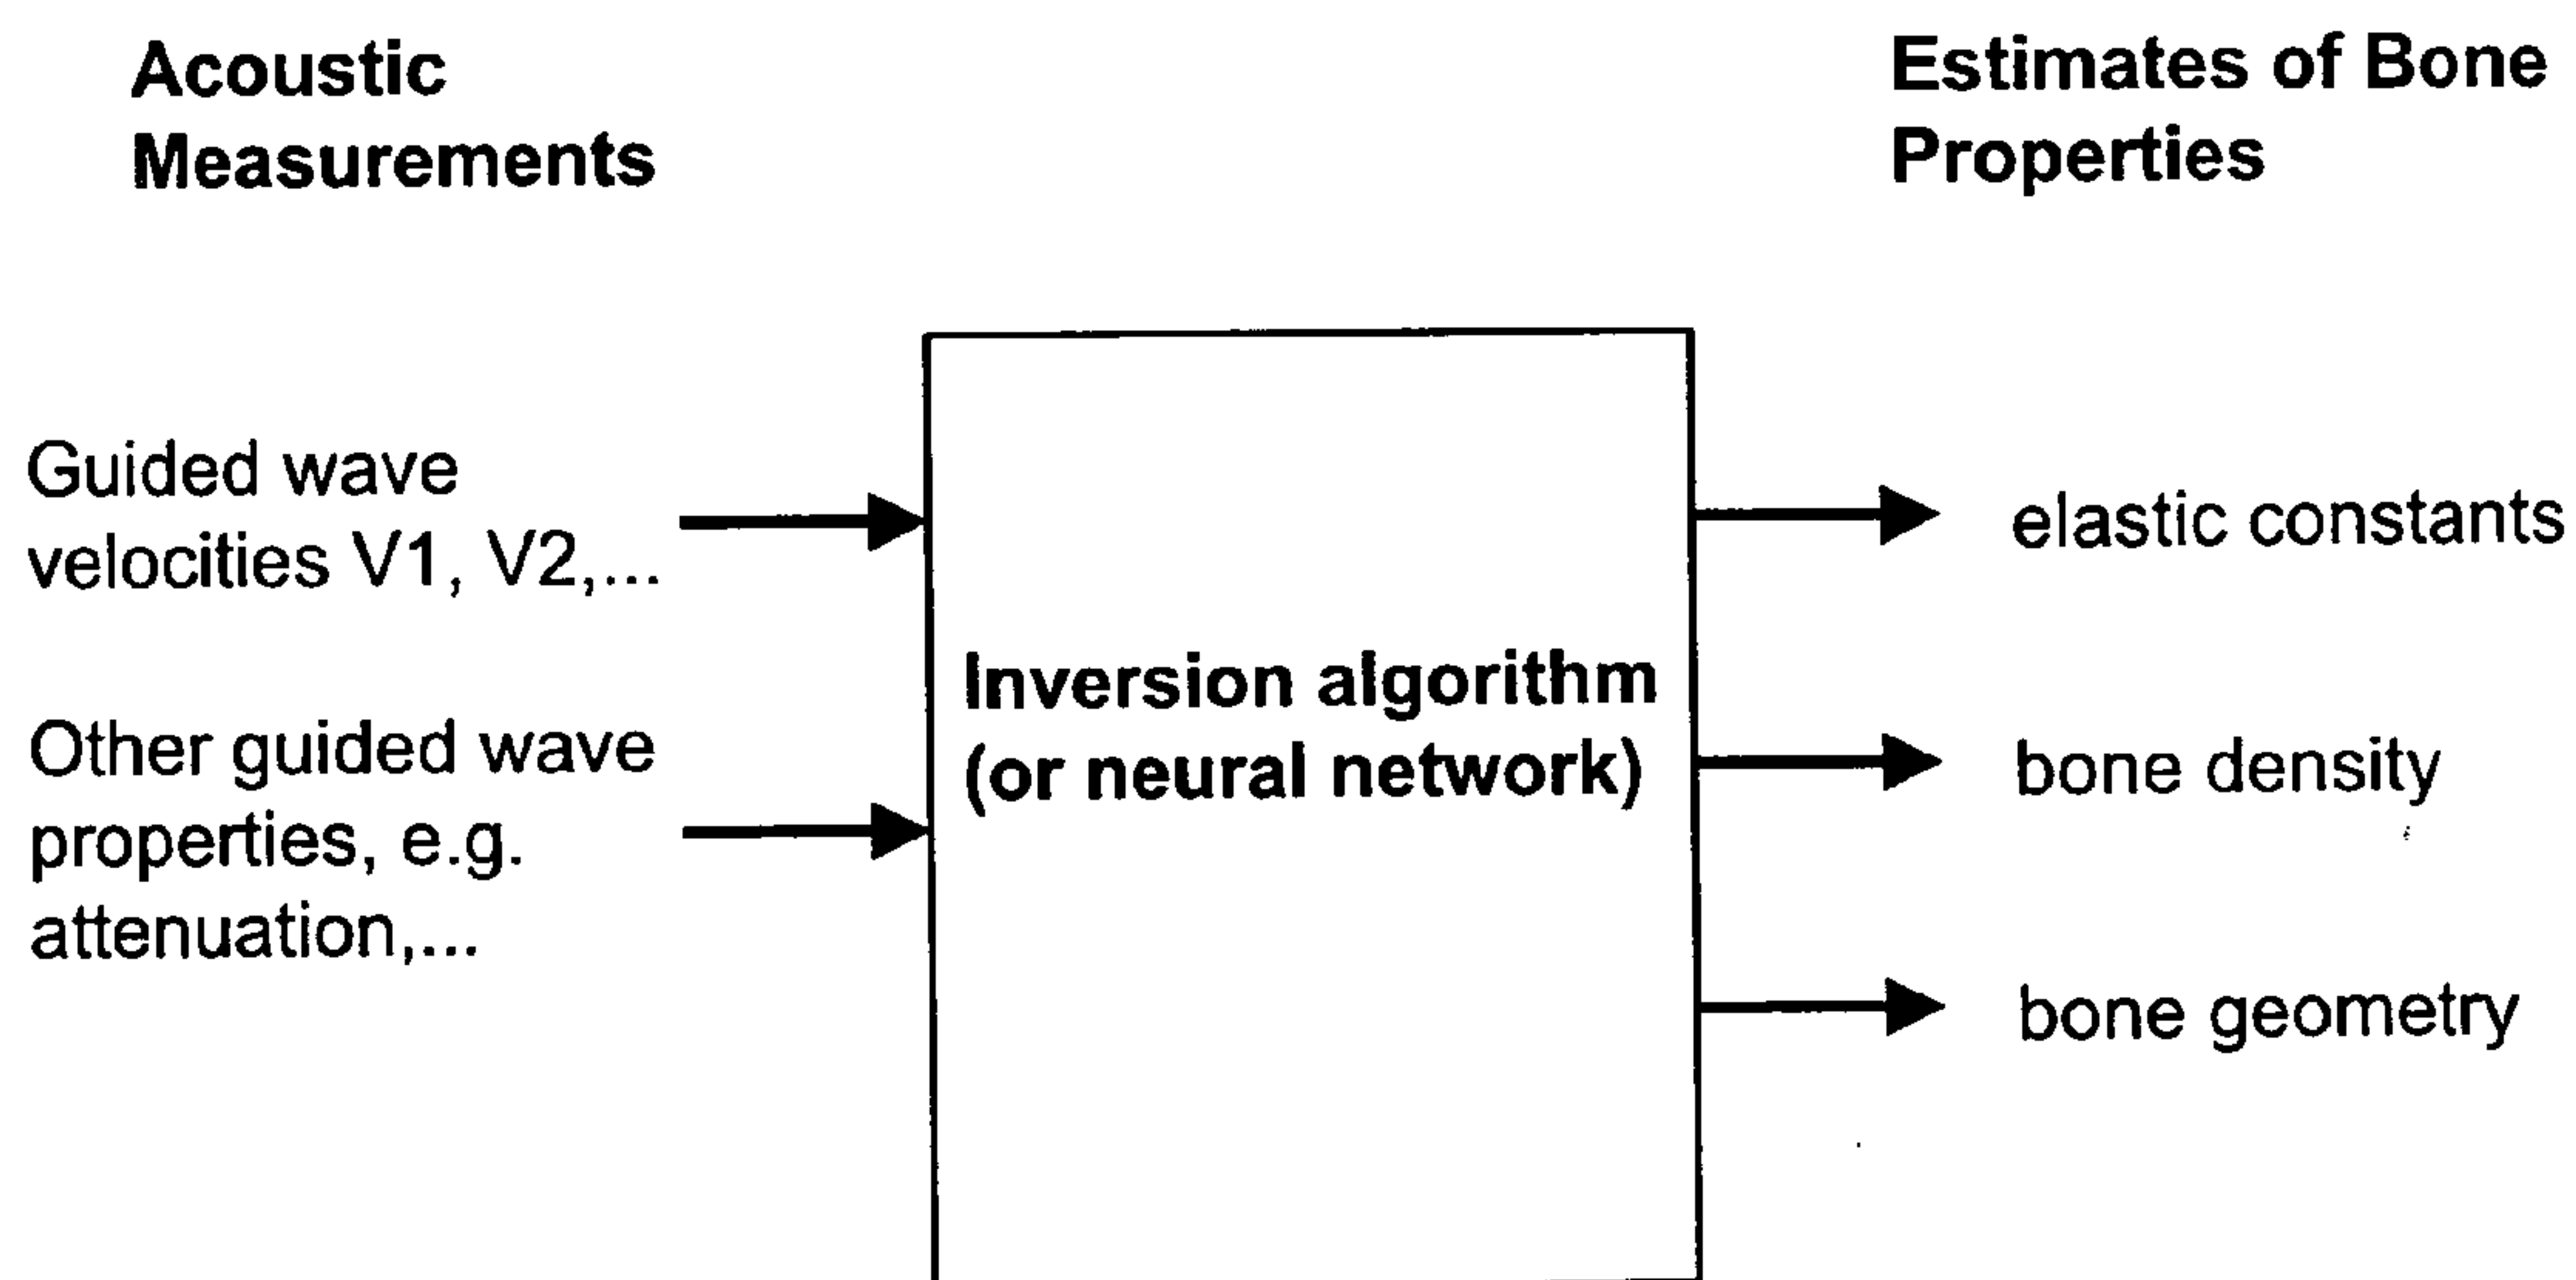 Acoustic
Measurements
Estimates of Bone
Properties
Guided wave
velocities V1, V2,...
Other guided wave
properties, e.g.
attenuation,...
Inversion algorithm
(or neural network)
elastic constants
bone density
bone geometry